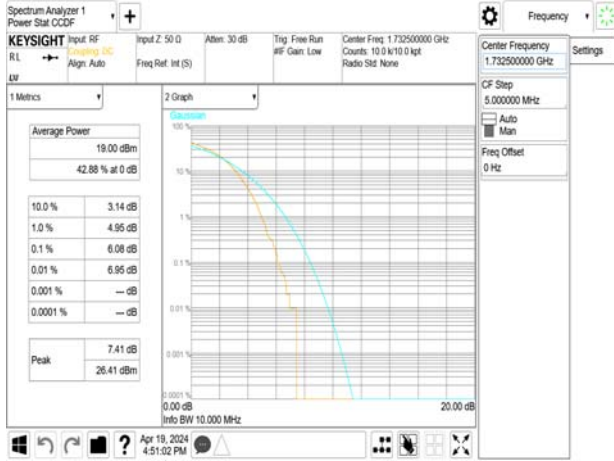 Spectrum Analyzer 1
Power Stat CCDF
Frequency
KEYSIGHT
Input: RF
Coupling: DC
Align: Auto
Input Z: 50 Ω
Freq Ref: Int (S)
Atten: 30 dB
Trig: Free Run
#IF Gain: Low
Center Freq: 1.732500000 GHz
Counts: 10.0 k/10.0 kpt
Radio Std: None
RL
Center Frequency
1.732500000 GHz
Settings
CF Step
5.000000 MHz
Auto
Man
Freq Offset
0 Hz
1 Metrics
2 Graph
Average Power
19.00 dBm
42.88 % at 0 dB
10.0 % 3.14 dB
1.0 % 4.95 dB
0.1 % 6.08 dB
0.01 % 6.95 dB
0.001 % --- dB
0.0001 % --- dB
Peak
7.41 dB
26.41 dBm
Gaussian
100 %
10 %
1 %
0.1 %
0.01 %
0.001 %
0.0001 %
0.00 dB
20.00 dB
Info BW 10.000 MHz
Apr 19, 2024
4:51:02 PM